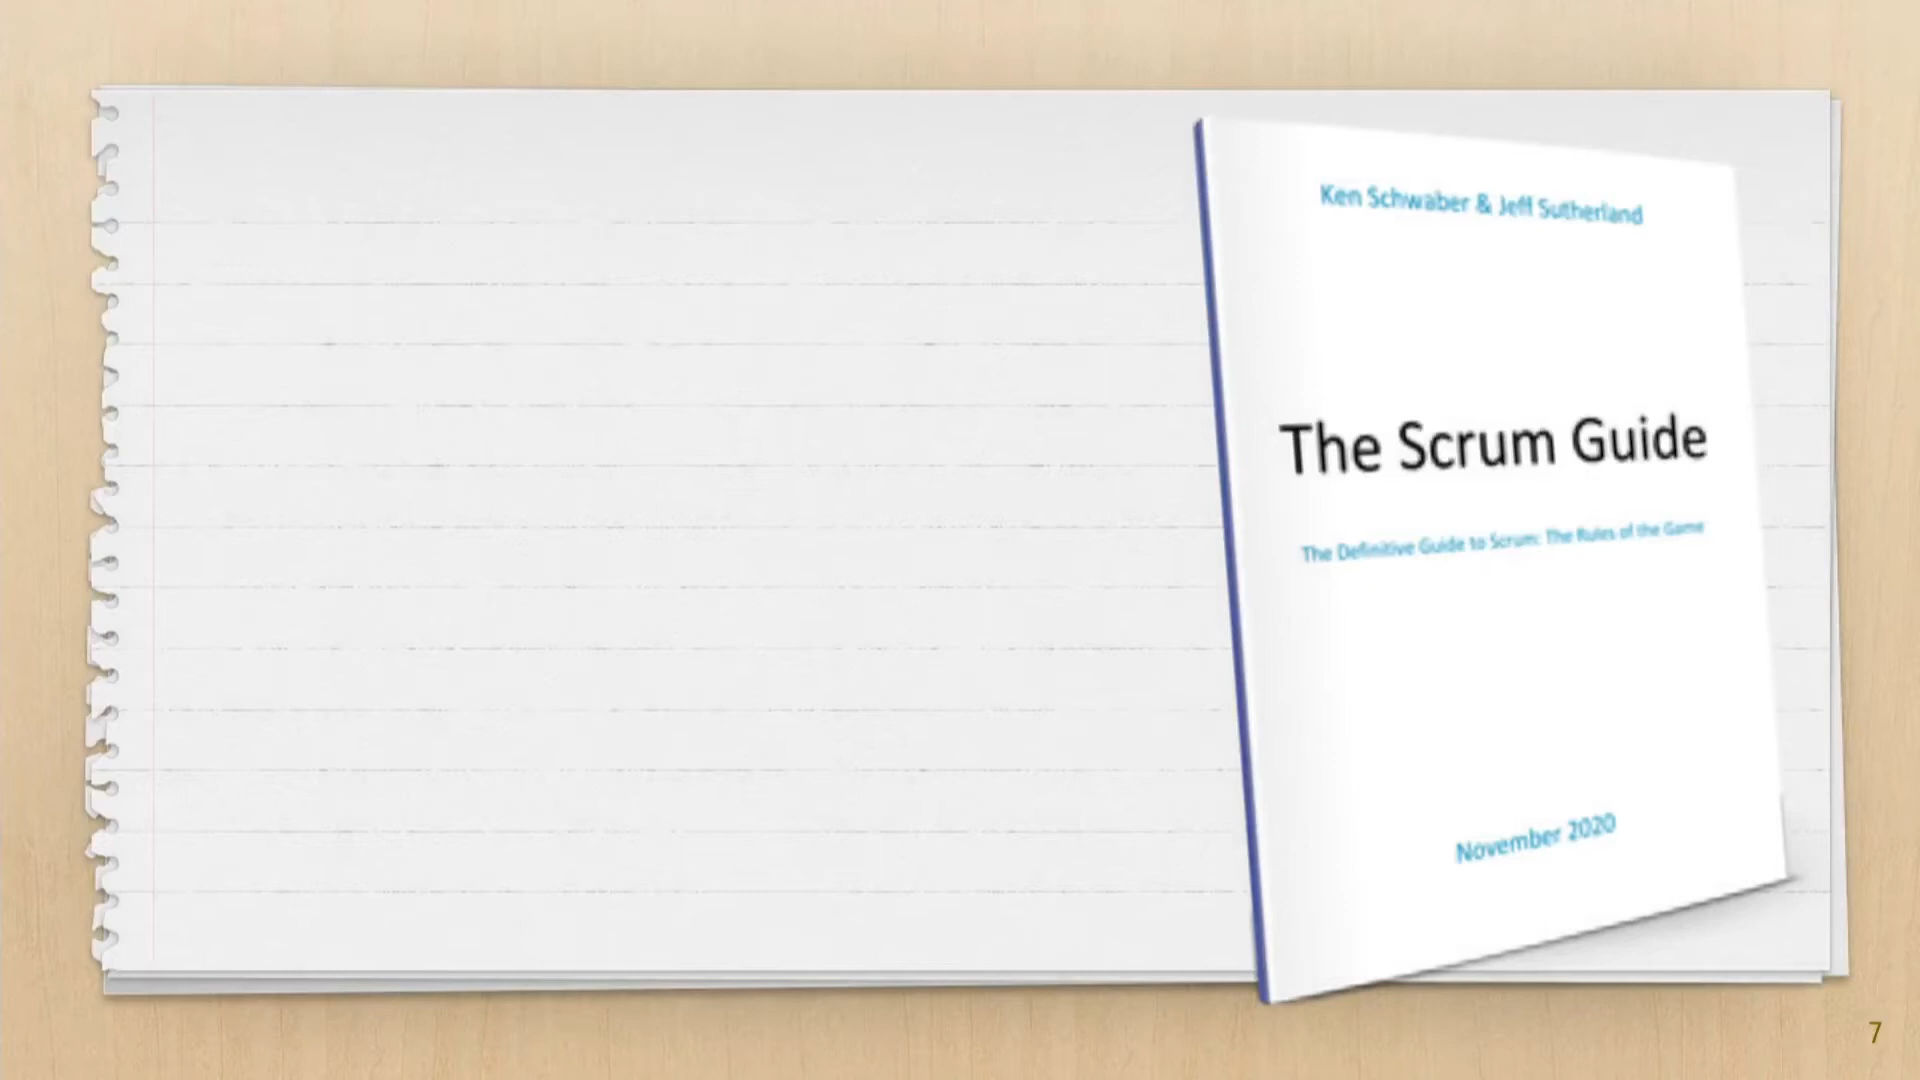 Ken Schwaber & Jeff Sutherland
The Scrum Guide
The Definitive Guide to Scrum: The Rules of the Game
November 2020
7